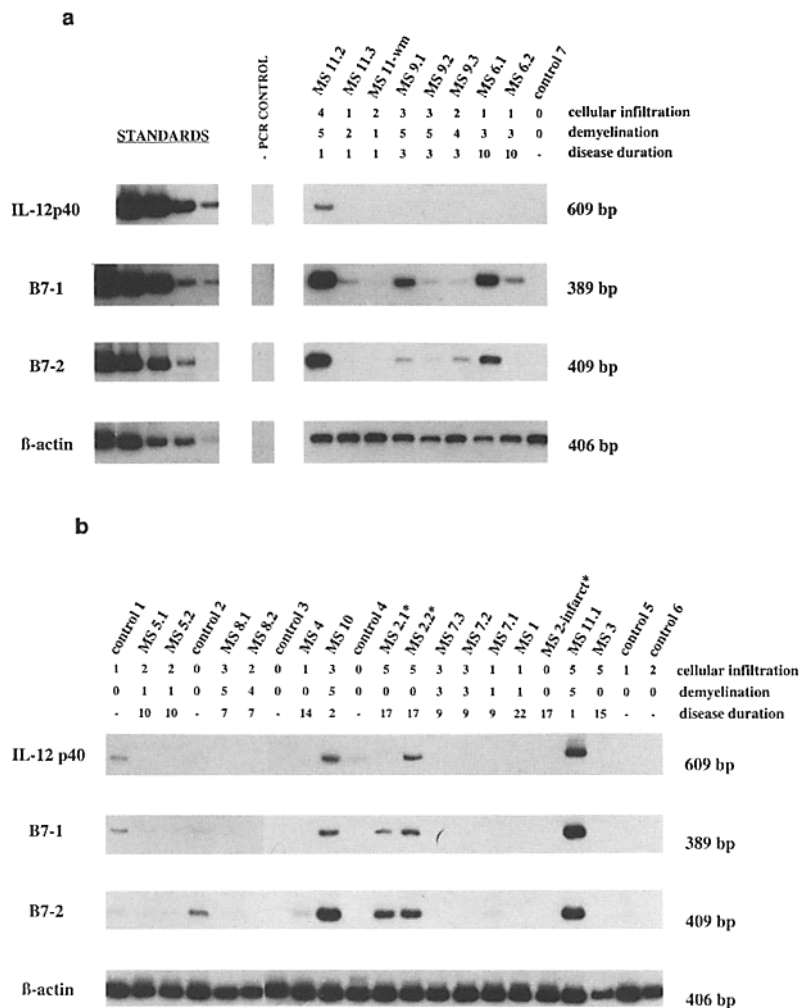 a
STANDARDS
- PCR CONTROL
MS 11.2
MS 11.3
MS 11-wm
MS 9.1
MS 9.2
MS 9.3
MS 6.1
MS 6.2
control 7
4 1 2 3 3 2 1 1 0 cellular infiltration
5 2 1 5 5 4 3 3 0 demyelination
1 1 1 3 3 3 10 10 - disease duration
IL-12p40 609 bp
B7-1 389 bp
B7-2 409 bp
ß-actin 406 bp
b
control 1
MS 5.1
MS 5.2
control 2
MS 8.1
MS 8.2
control 3
MS 4
MS 10
control 4
MS 2.1*
MS 2.2*
MS 7.3
MS 7.2
MS 7.1
MS 1
MS 2-infarct*
MS 11.1
MS 3
control 5
control 6
1 2 2 0 3 2 0 1 3 0 5 5 3 3 1 1 0 5 5 1 2 cellular infiltration
0 1 1 0 5 4 0 0 5 0 0 0 3 3 1 1 0 5 0 0 0 demyelination
- 10 10 - 7 7 - 14 2 - 17 17 9 9 9 22 17 1 15 - - disease duration
IL-12 p40 609 bp
B7-1 389 bp
B7-2 409 bp
ß-actin 406 bp